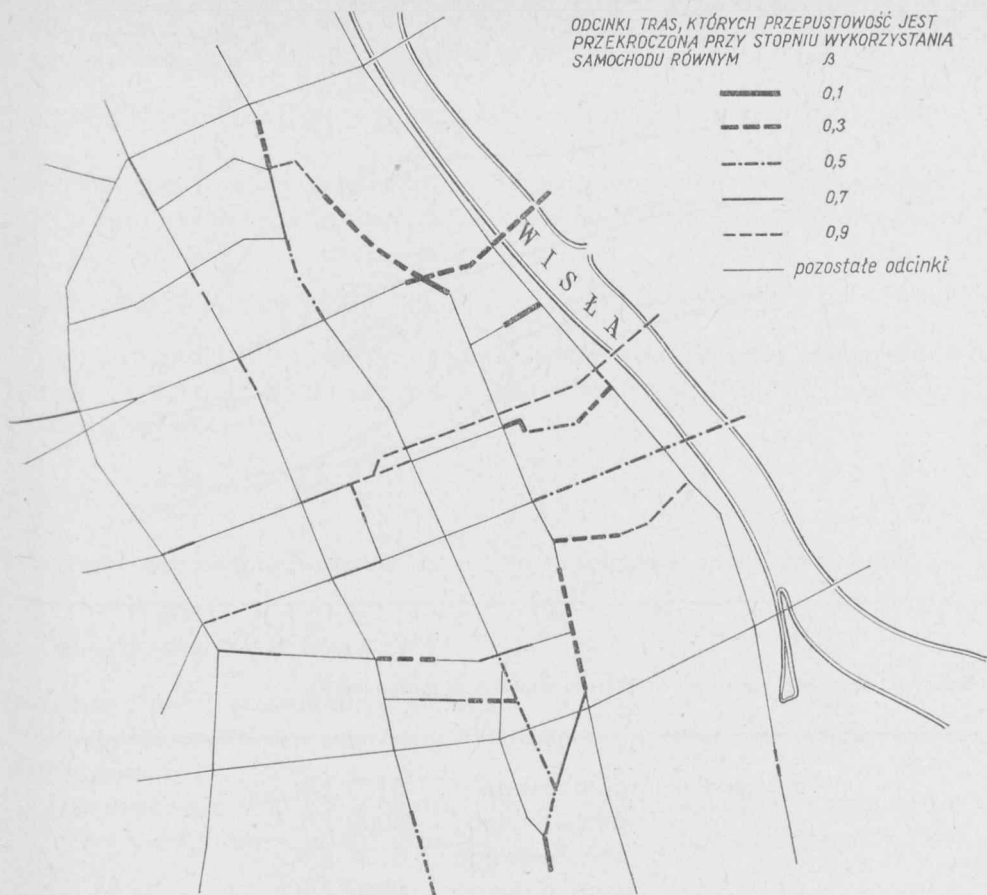 ODCINKI TRAS, KTÓRYCH PRZEPUSTOWOŚĆ JEST
PRZEKROCZONA PRZY STOPNIU WYKORZYSTANIA
SAMOCHODU RÓWNYM β
0,1
0,3
0,5
0,7
0,9
pozostałe odcinki
WISŁA